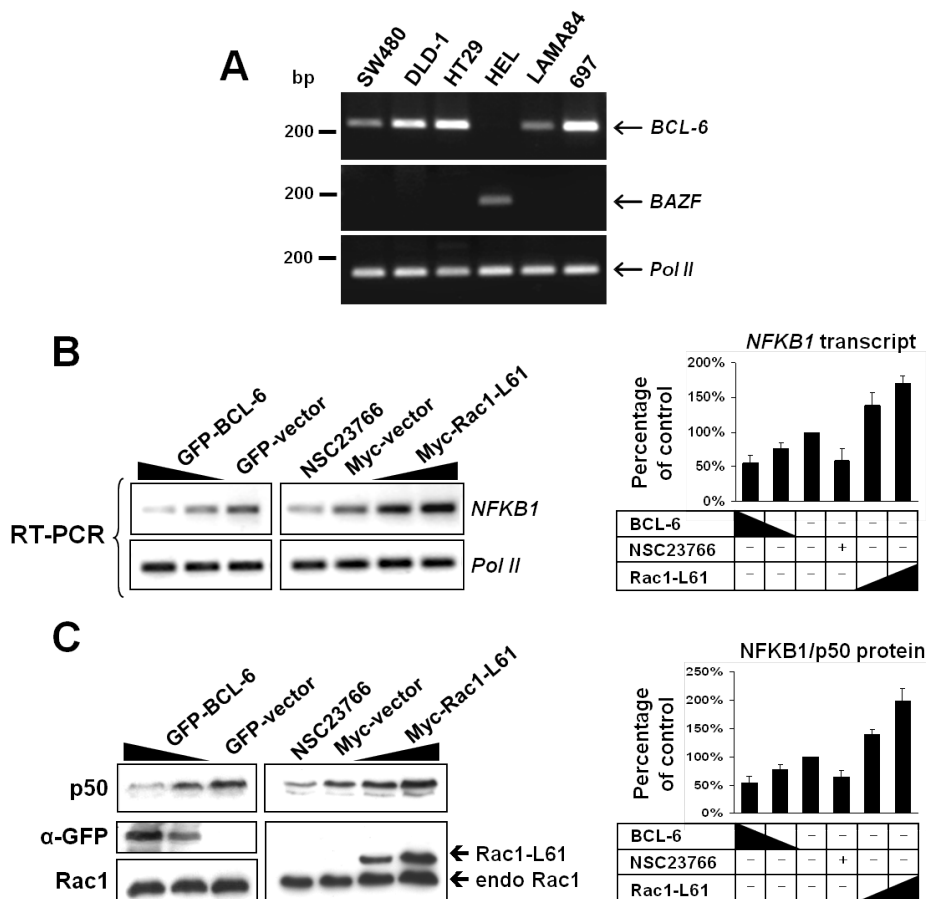 A
bp
SW480 DLD-1 HT29 HEL LAMA84 697
200
BCL-6
200
BAZF
200
Pol II
B
GFP-BCL-6 GFP-vector NSC23766 Myc-vector Myc-Rac1-L61
RT-PCR
NFKB1
Pol II
NFKB1 transcript
Percentage
of control
200%
150%
100%
50%
0%
BCL-6 – – – –
NSC23766 – – – + – –
Rac1-L61 – – – –
C
GFP-BCL-6 GFP-vector NSC23766 Myc-vector Myc-Rac1-L61
p50
α-GFP
Rac1
Rac1-L61
endo Rac1
NFKB1/p50 protein
Percentage
of control
250%
200%
150%
100%
50%
0%
BCL-6 – – – –
NSC23766 – – – + – –
Rac1-L61 – – – –